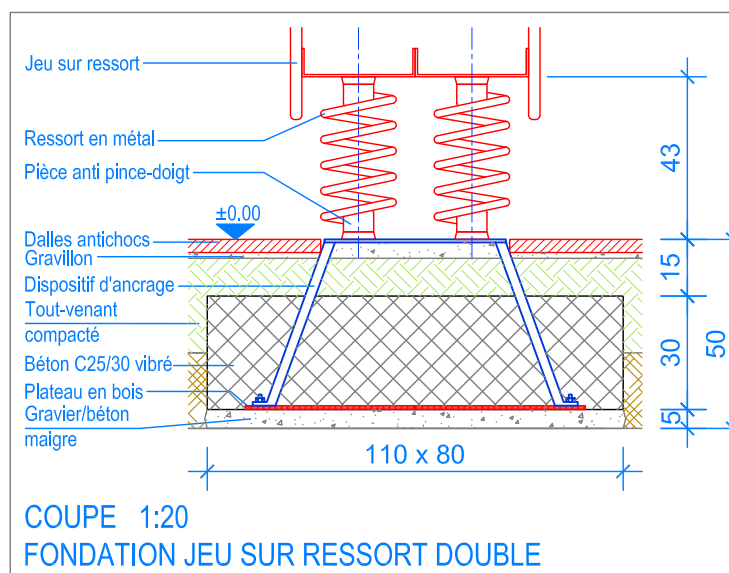 Jeu sur ressort
Ressort en métal
Pièce anti pince-doigt
±0.00
Dalles antichocs
Gravillon
Dispositif d'ancrage
Tout-venant
compacté
Béton C25/30 vibré
Plateau en bois
Gravier/béton
maigre
43
15
30
50
5
110 x 80
COUPE 1:20
FONDATION JEU SUR RESSORT DOUBLE